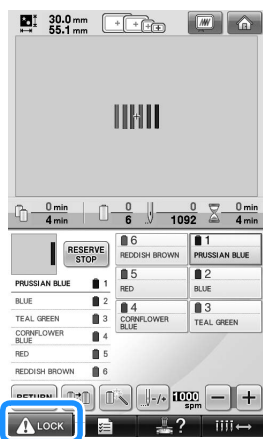 30.0 mm
55.1 mm
0 min
4 min
0
6
0
1092
0 min
4 min
RESERVE
STOP
PRUSSIAN BLUE 1
BLUE 2
TEAL GREEN 3
CORNFLOWER
BLUE 4
RED 5
REDDISH BROWN 6
6
REDDISH BROWN
1
PRUSSIAN BLUE
5
RED
2
BLUE
4
CORNFLOWER
BLUE
3
TEAL GREEN
RETURN
-/+
1000
spm
- +
LOCK
?